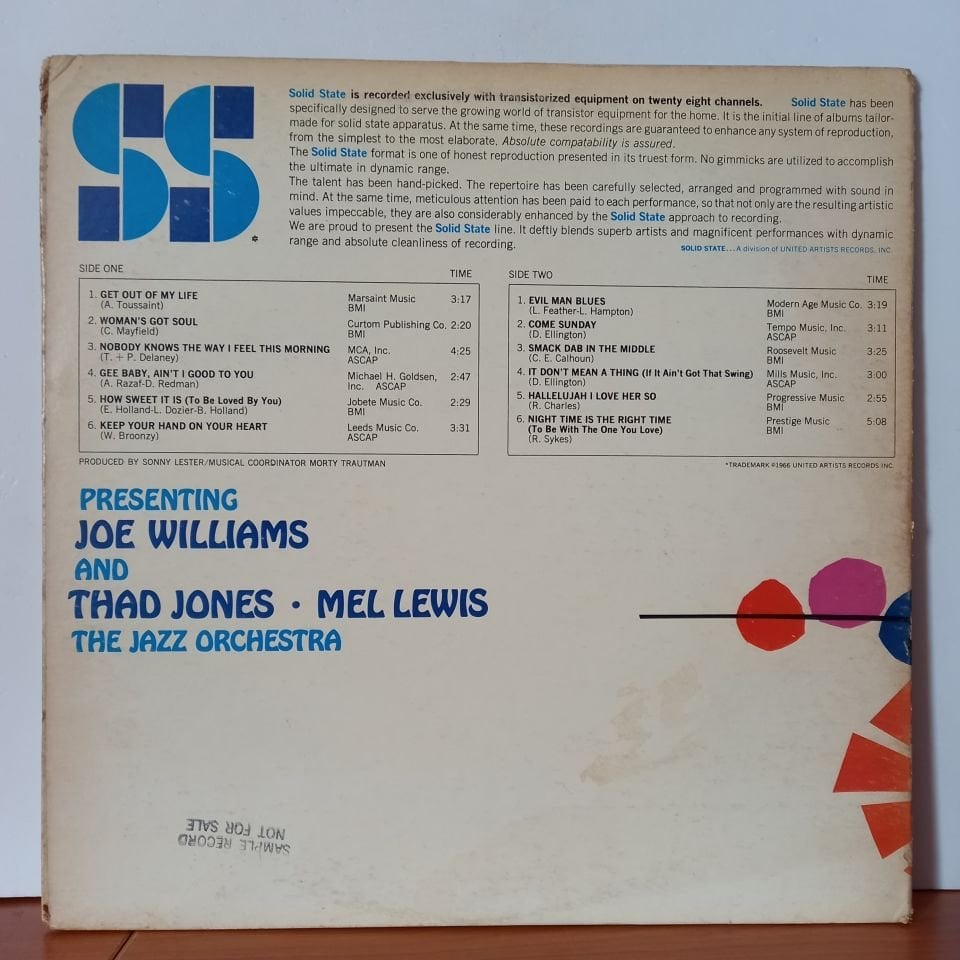 SS*
Solid State is recorded exclusively with transistorized equipment on twenty eight channels. Solid State has been
specifically designed to serve the growing world of transistor equipment for the home. It is the initial line of albums tailor-
made for solid state apparatus. At the same time, these recordings are guaranteed to enhance any system of reproduction,
from the simplest to the most elaborate. Absolute compatability is assured.
The Solid State format is one of honest reproduction presented in its truest form. No gimmicks are utilized to accomplish
the ultimate in dynamic range.
The talent has been hand-picked. The repertoire has been carefully selected, arranged and programmed with sound in
mind. At the same time, meticulous attention has been paid to each performance, so that not only are the resulting artistic
values impeccable, they are also considerably enhanced by the Solid State approach to recording.
We are proud to present the Solid State line. It deftly blends superb artists and magnificent performances with dynamic
range and absolute cleanliness of recording.
SOLID STATE...A division of UNITED ARTISTS RECORDS, INC.
SIDE ONE TIME
1. GET OUT OF MY LIFE Marsaint Music 3:17
(A. Toussaint) BMI
2. WOMAN'S GOT SOUL Curtom Publishing Co. 2:20
(C. Mayfield) BMI
3. NOBODY KNOWS THE WAY I FEEL THIS MORNING MCA, Inc. 4:25
(T. + P. Delaney) ASCAP
4. GEE BABY, AIN'T I GOOD TO YOU Michael H. Goldsen, 2:47
(A. Razaf-D. Redman) Inc. ASCAP
5. HOW SWEET IT IS (To Be Loved By You) Jobete Music Co. 2:29
(E. Holland-L. Dozier-B. Holland) BMI
6. KEEP YOUR HAND ON YOUR HEART Leeds Music Co. 3:31
(W. Broonzy) ASCAP
SIDE TWO TIME
1. EVIL MAN BLUES Modern Age Music Co. 3:19
(L. Feather-L. Hampton) BMI
2. COME SUNDAY Tempo Music, Inc. 3:11
(D. Ellington) ASCAP
3. SMACK DAB IN THE MIDDLE Roosevelt Music 3:25
(C. E. Calhoun) BMI
4. IT DON'T MEAN A THING (If It Ain't Got That Swing) Mills Music, Inc. 3:00
(D. Ellington) ASCAP
5. HALLELUJAH I LOVE HER SO Progressive Music 2:55
(R. Charles) BMI
6. NIGHT TIME IS THE RIGHT TIME Prestige Music 5:08
(To Be With The One You Love) BMI
(R. Sykes)
PRODUCED BY SONNY LESTER/MUSICAL COORDINATOR MORTY TRAUTMAN
*TRADEMARK ©1966 UNITED ARTISTS RECORDS INC.
PRESENTING
JOE WILLIAMS
AND
THAD JONES · MEL LEWIS
THE JAZZ ORCHESTRA
SAMPLE RECORD
NOT FOR SALE